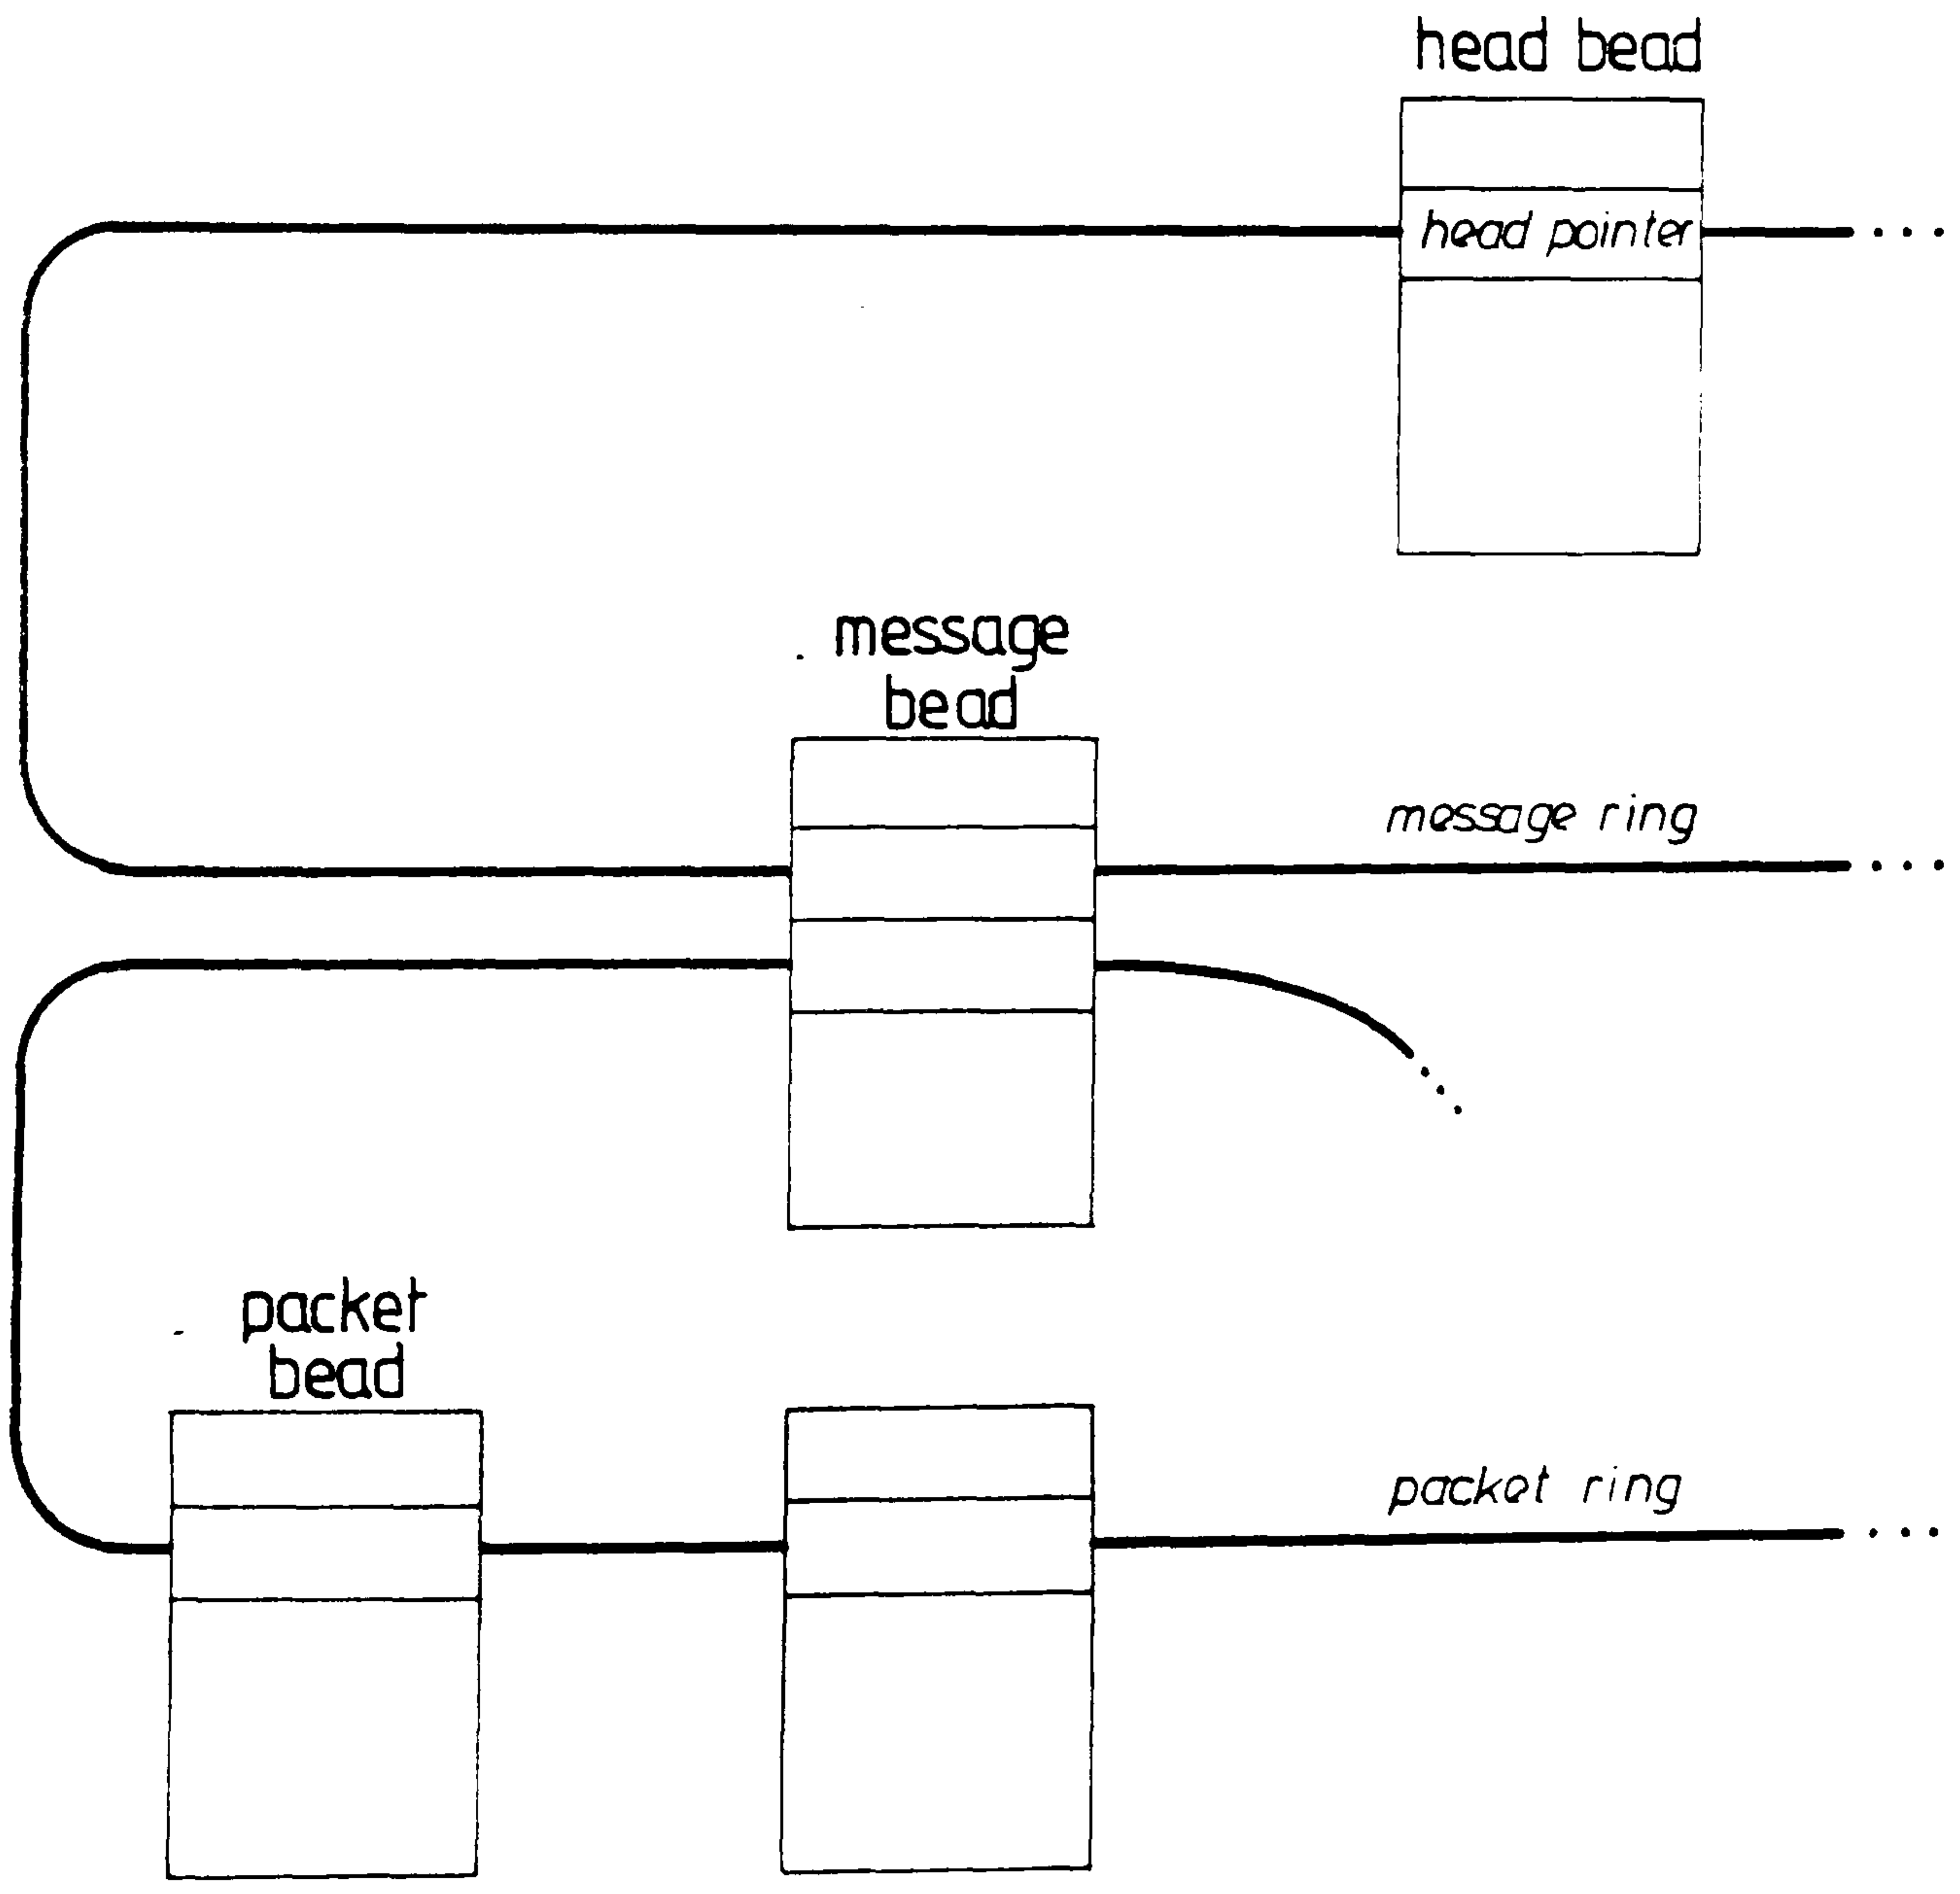 head bead
head pointer
message
bead
message ring
packet
bead
packet ring